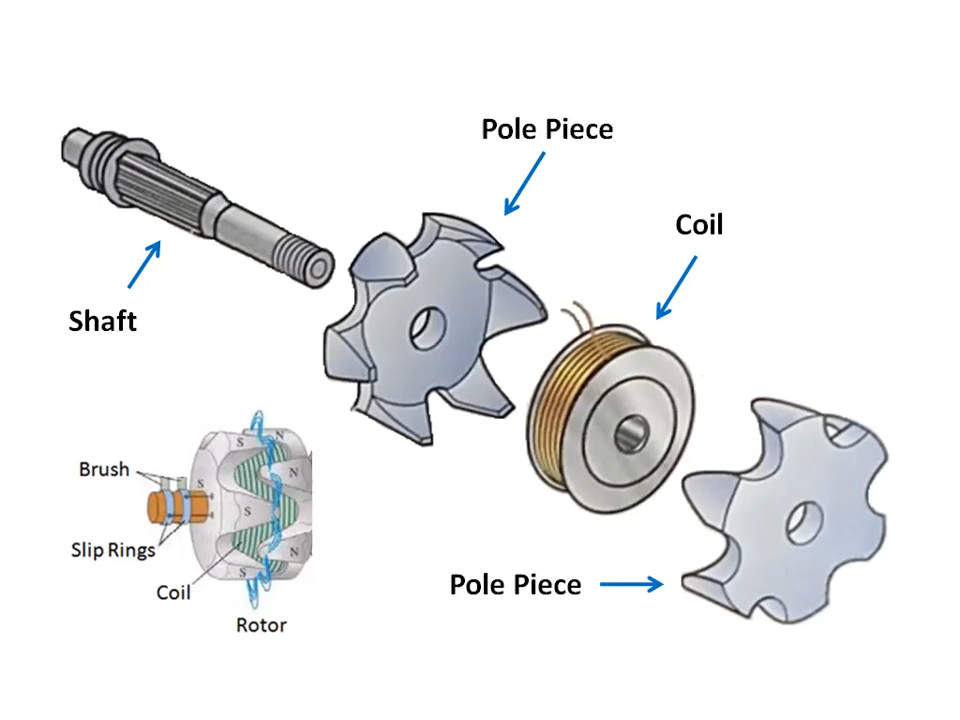 Pole Piece
Coil
Shaft
Pole Piece
S
N
S
N
S
N
S
Brush
Slip Rings
Coil
Rotor